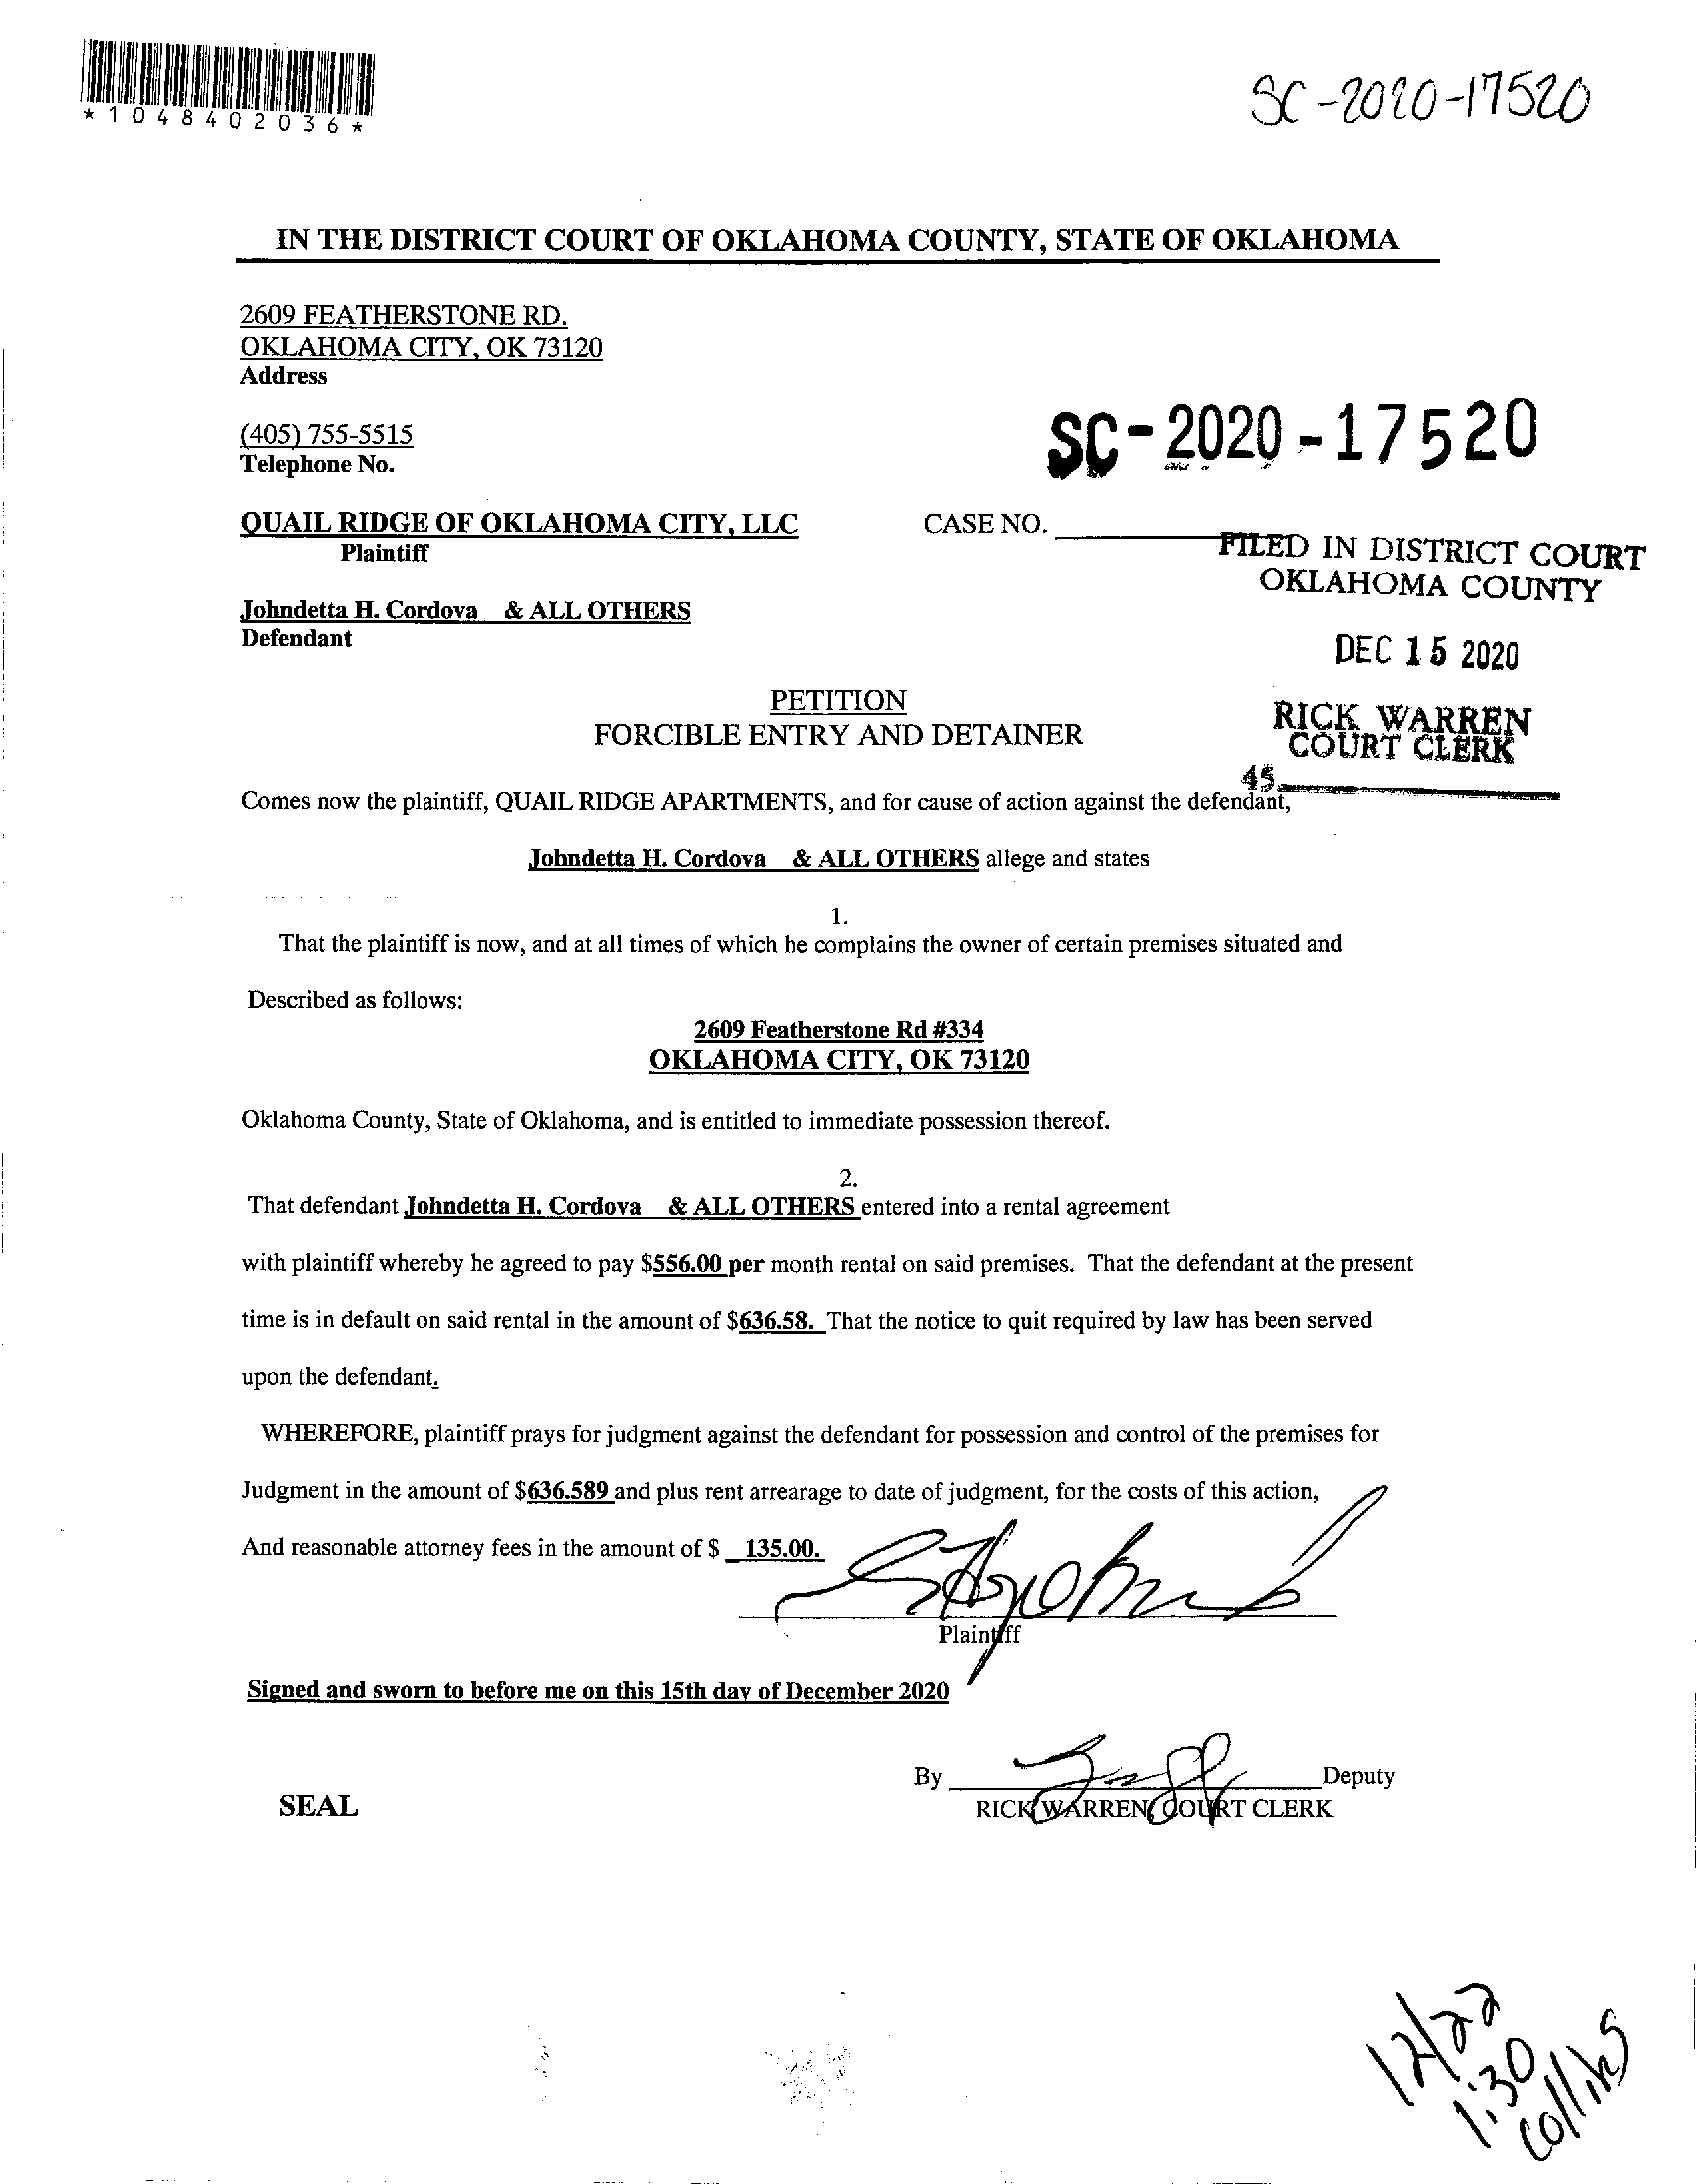 *1048402036*
SC-2020-17520
IN THE DISTRICT COURT OF OKLAHOMA COUNTY, STATE OF OKLAHOMA
2609 FEATHERSTONE RD.
OKLAHOMA CITY, OK 73120
Address
(405) 755-5515
Telephone No.
SC-2020-17520
QUAIL RIDGE OF OKLAHOMA CITY, LLC
Plaintiff
CASE NO.
FILED IN DISTRICT COURT
OKLAHOMA COUNTY
Johndetta H. Cordova & ALL OTHERS
Defendant
DEC 15 2020
PETITION
FORCIBLE ENTRY AND DETAINER
RICK WARREN
COURT CLERK
45
Comes now the plaintiff, QUAIL RIDGE APARTMENTS, and for cause of action against the defendant,
Johndetta H. Cordova & ALL OTHERS allege and states
1.
That the plaintiff is now, and at all times of which he complains the owner of certain premises situated and
Described as follows:
2609 Featherstone Rd #334
OKLAHOMA CITY, OK 73120
Oklahoma County, State of Oklahoma, and is entitled to immediate possession thereof.
2.
That defendant Johndetta H. Cordova & ALL OTHERS entered into a rental agreement
with plaintiff whereby he agreed to pay $556.00 per month rental on said premises. That the defendant at the present
time is in default on said rental in the amount of $636.58. That the notice to quit required by law has been served
upon the defendant.
WHEREFORE, plaintiff prays for judgment against the defendant for possession and control of the premises for
Judgment in the amount of $636.589 and plus rent arrearage to date of judgment, for the costs of this action,
And reasonable attorney fees in the amount of $ 135.00.
Plaintiff
Signed and sworn to before me on this 15th day of December 2020
By Deputy
RICK WARREN COURT CLERK
SEAL
12/22
1:30
Collins